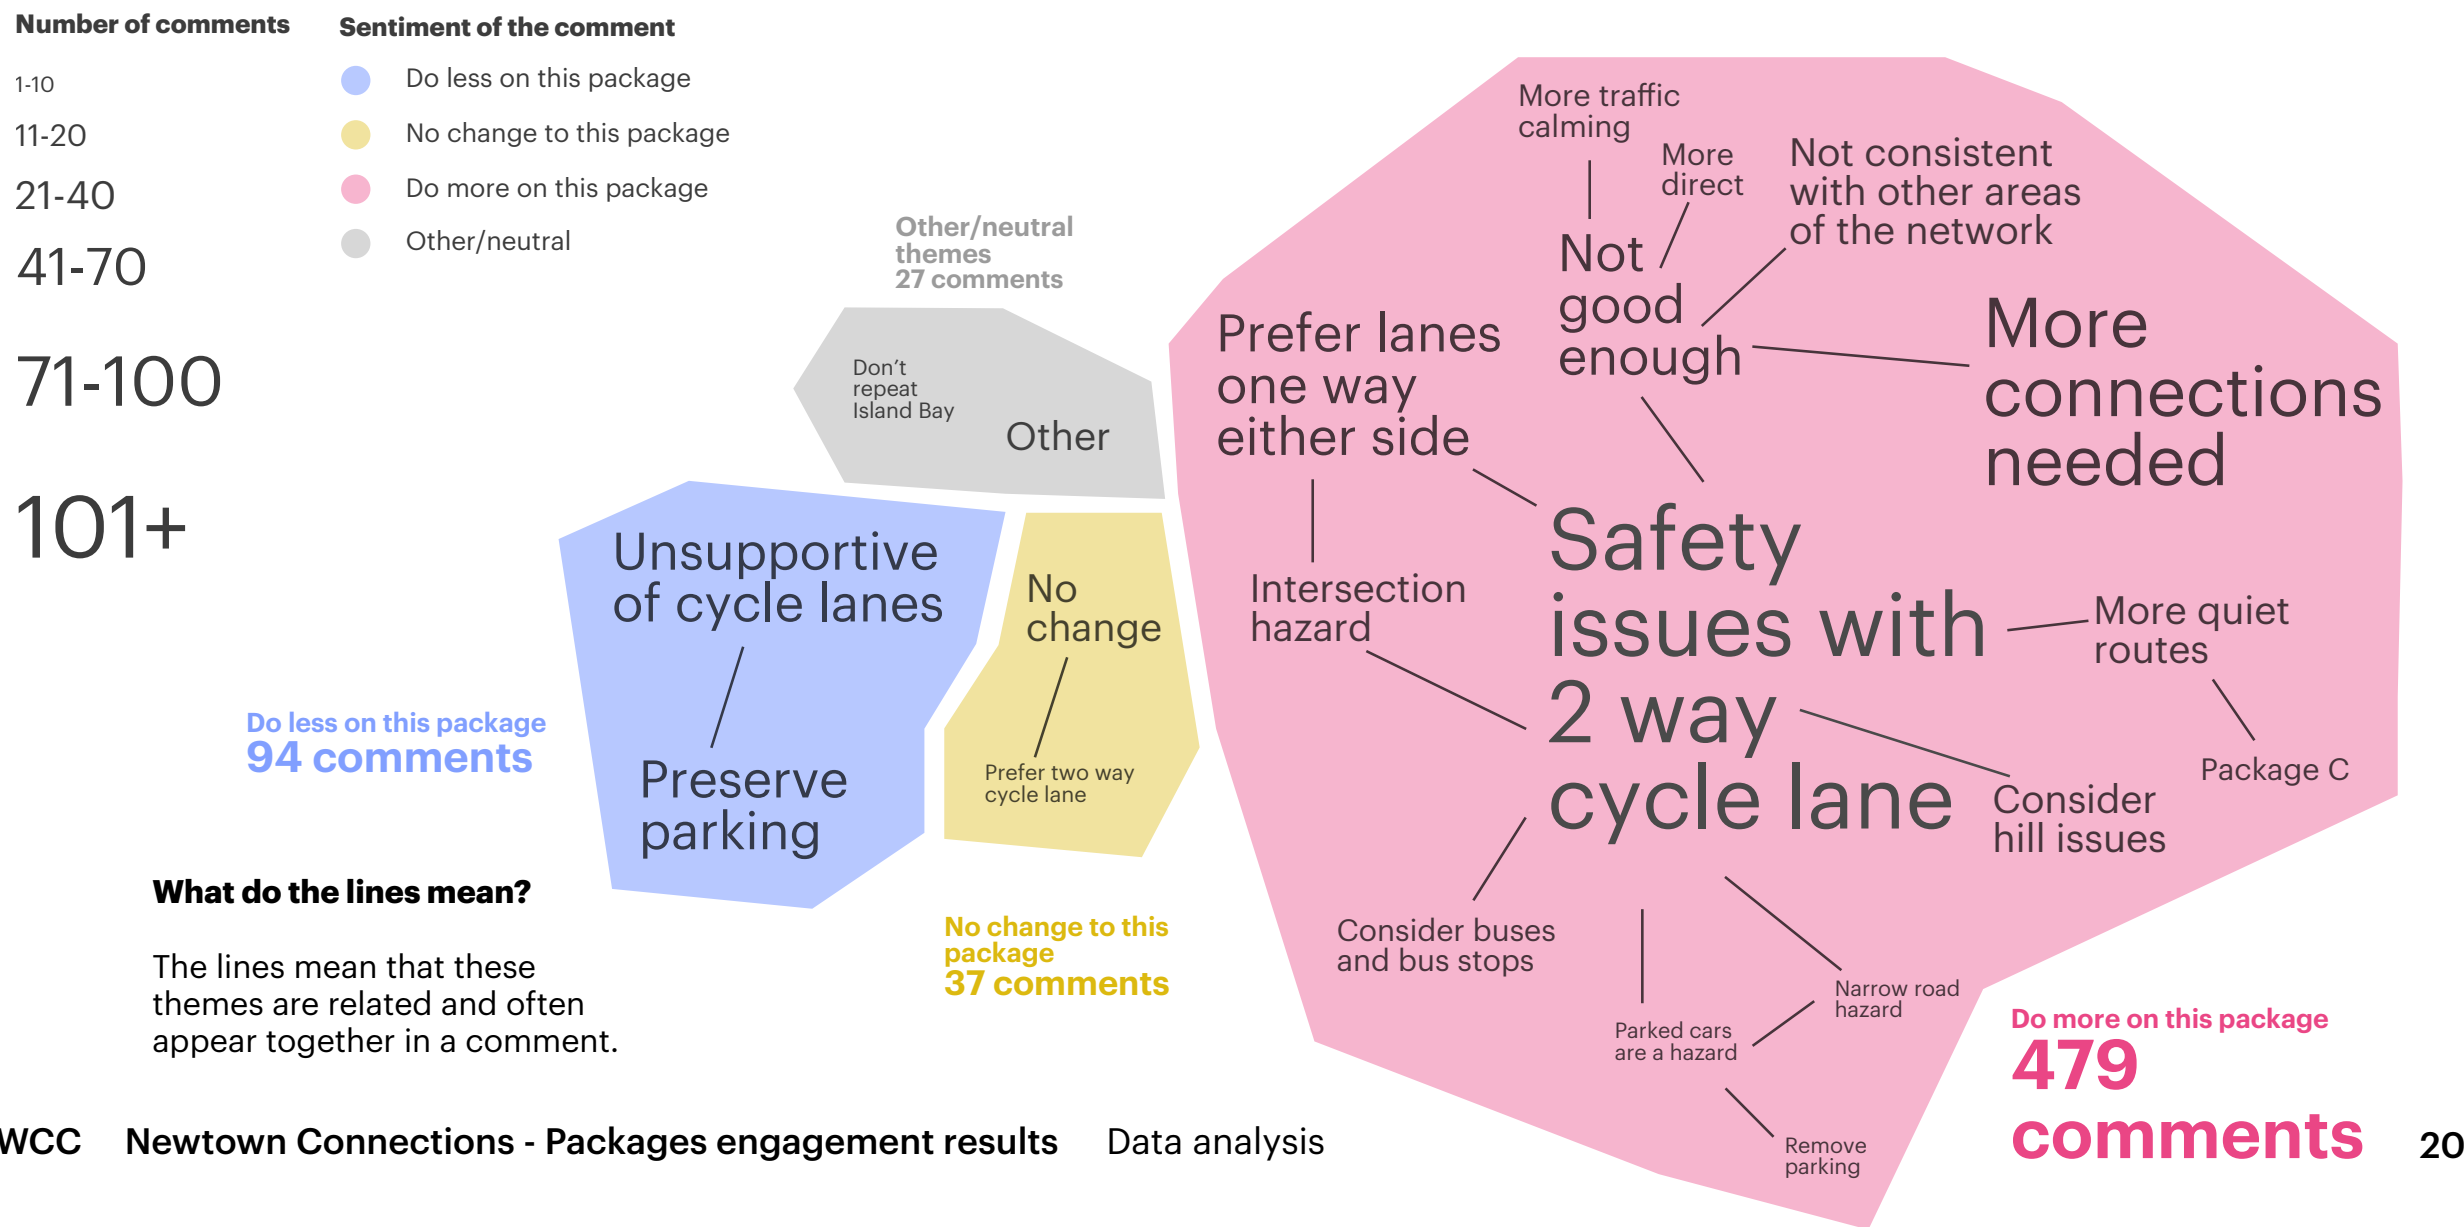 Number of comments
1-10
11-20
21-40
41-70
71-100
101+
Sentiment of the comment
Do less on this package
No change to this package
Do more on this package
Other/neutral
Other/neutral
themes
27 comments
Don't
repeat
Island Bay
Other
Unsupportive
of cycle lanes
Preserve
parking
Do less on this package
94 comments
No
change
Prefer two way
cycle lane
No change to this
package
37 comments
More traffic
calming
More
direct
Not consistent
with other areas
of the network
Not
good
enough
More
connections
needed
Prefer lanes
one way
either side
Intersection
hazard
Safety
issues with
2 way
cycle lane
More quiet
routes
Package C
Consider
hill issues
Consider buses
and bus stops
Narrow road
hazard
Parked cars
are a hazard
Remove
parking
Do more on this package
479
comments
What do the lines mean?
The lines mean that these
themes are related and often
appear together in a comment.
WCC Newtown Connections - Packages engagement results Data analysis 20